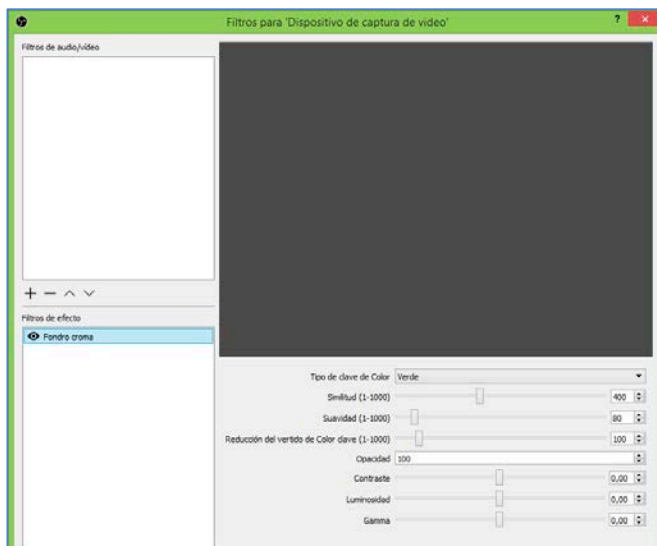 Filtros para 'Dispositivo de captura de video'
? ×
Filtros de audio/vídeo
Filtros de efecto
Fondro croma
Tipo de clave de Color Verde
Similitud (1-1000) 400
Suavidad (1-1000) 80
Reducción del vertido de Color clave (1-1000) 100
Opacidad 100
Contraste 0,00
Luminosidad 0,00
Gamma 0,00